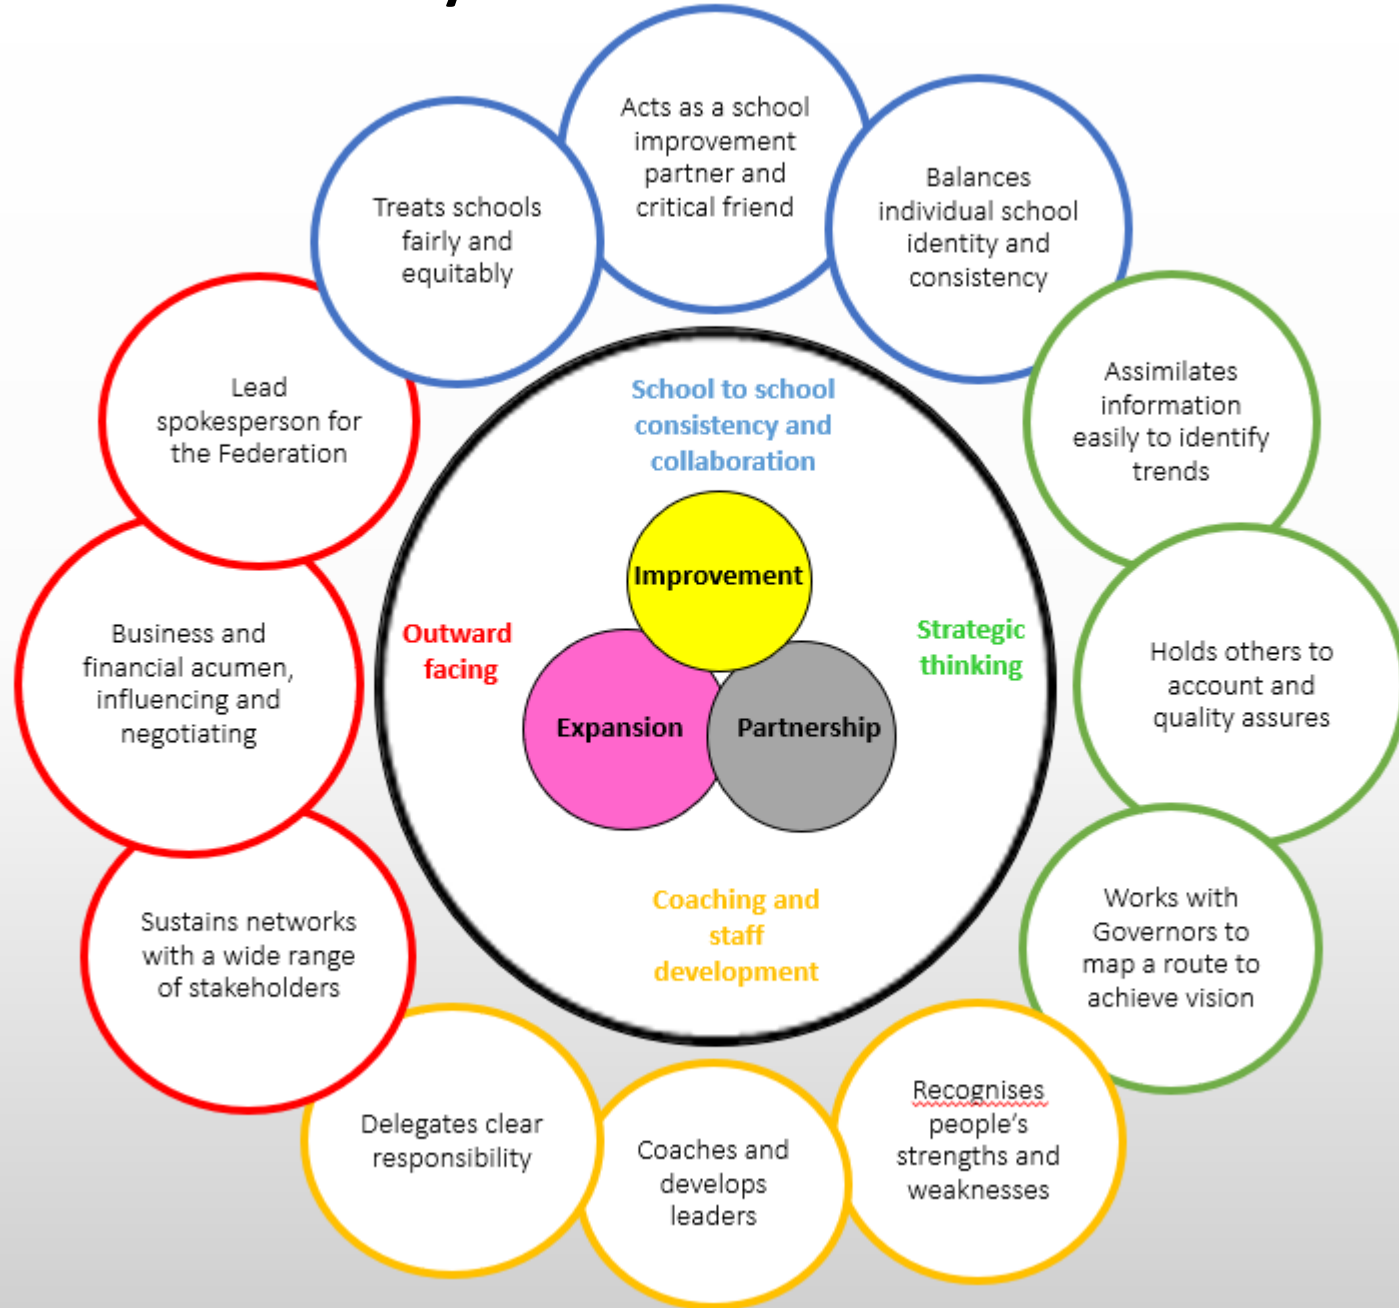 Acts as a school
improvement
partner and
critical friend
Balances
individual school
identity and
consistency
Assimilates
information
easily to identify
trends
Holds others to
account and
quality assures
Works with
Governors to
map a route to
achieve vision
Recognises
people's
strengths and
weaknesses
Coaches and
develops
leaders
Delegates clear
responsibility
Sustains networks
with a wide range
of stakeholders
Business and
financial acumen,
influencing and
negotiating
Lead
spokesperson for
the Federation
Treats schools
fairly and
equitably
School to school
consistency and
collaboration
Strategic
thinking
Coaching and
staff
development
Outward
facing
Improvement
Expansion
Partnership